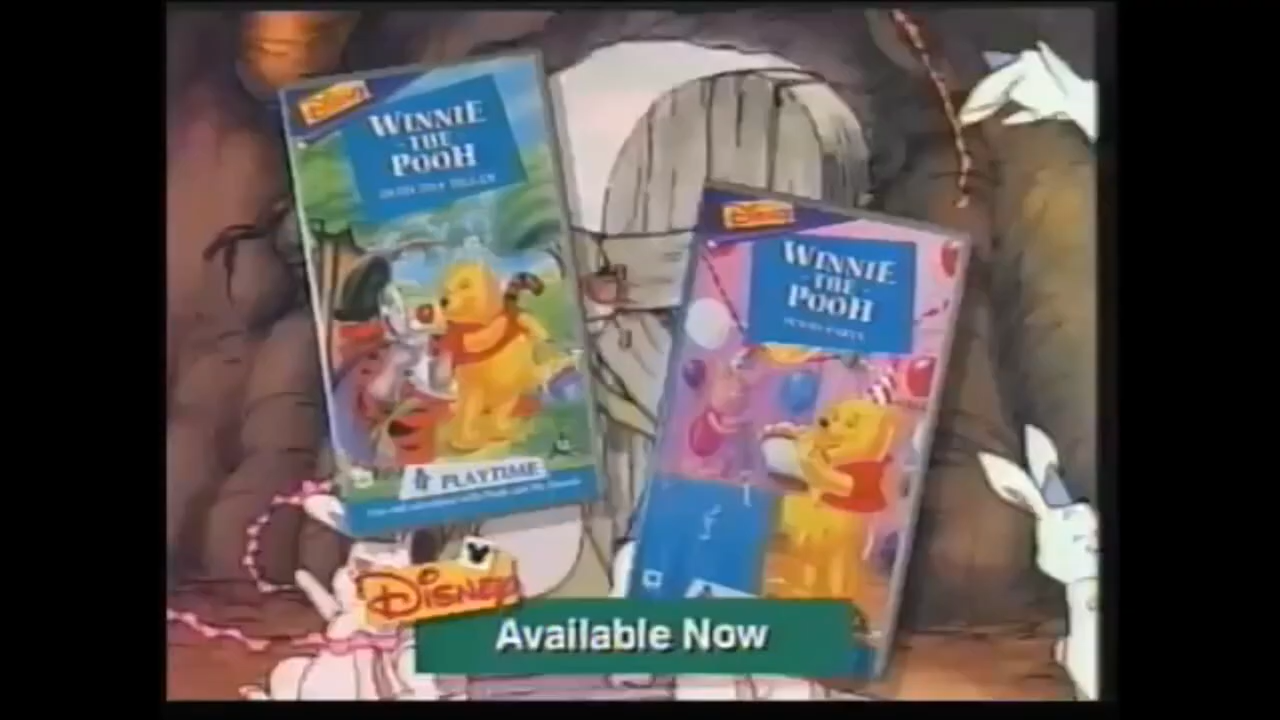 Disney
WINNIE
-THE-
POOH
PLAYTIME
Disney
WINNIE
-THE-
POOH
Disney
Available Now